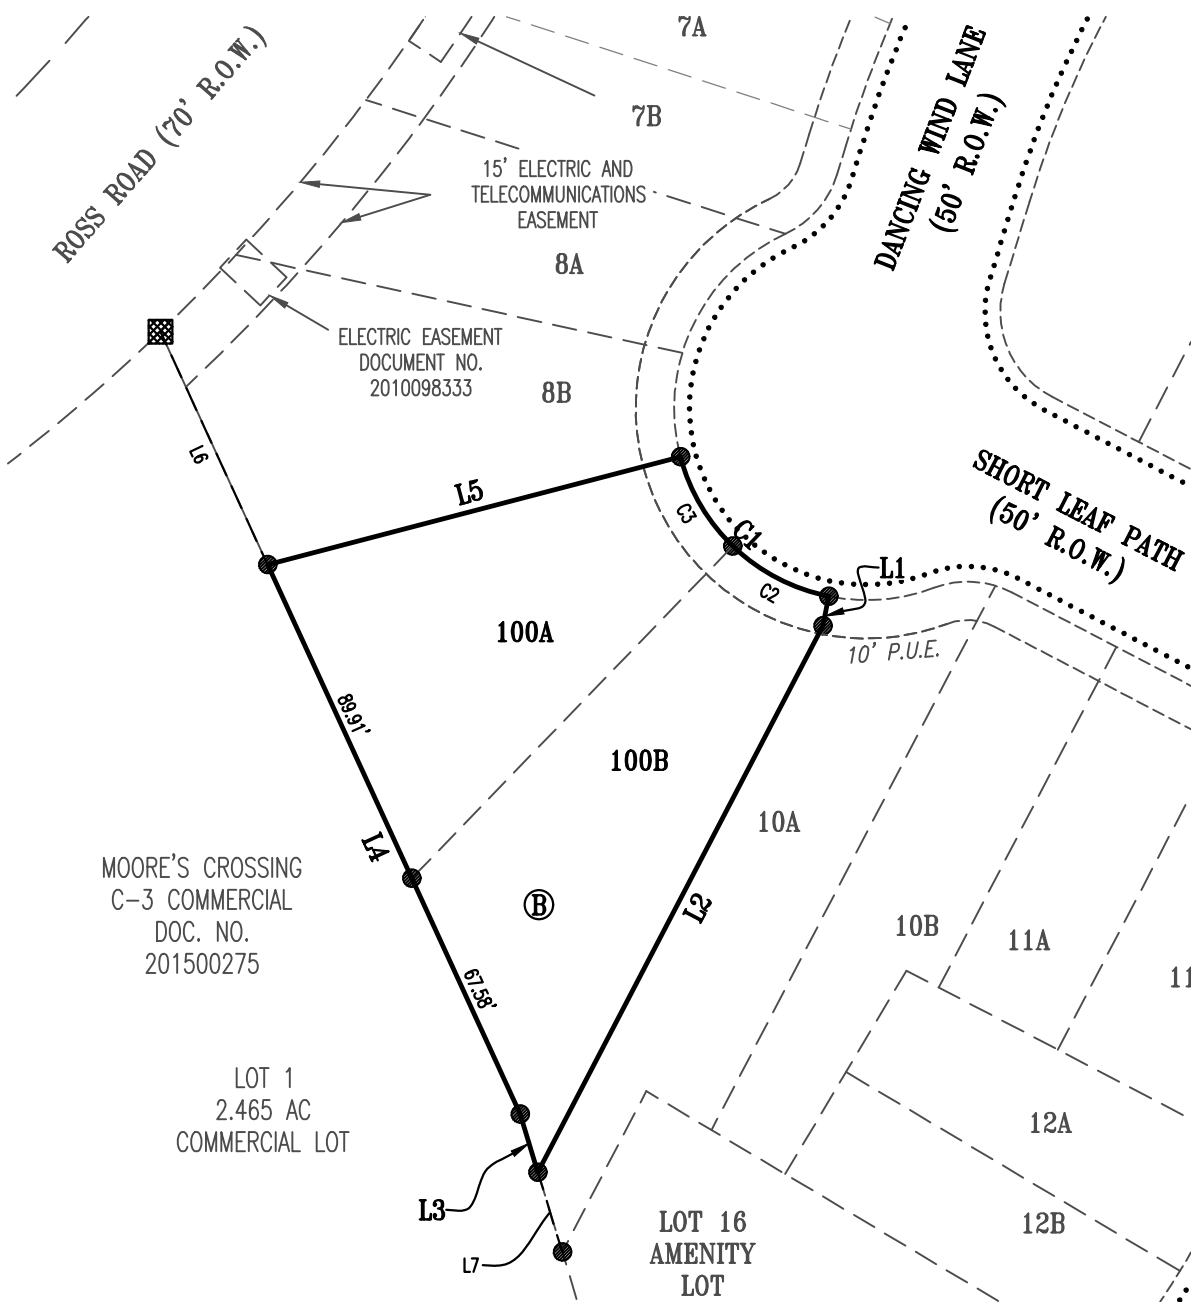 7A
ROSS ROAD (70' R.O.W.)
7B
DANCING WIND LANE
(50' R.O.W.)
15' ELECTRIC AND
TELECOMMUNICATIONS
EASEMENT
8A
ELECTRIC EASEMENT
DOCUMENT NO.
2010098333
8B
L6
L5
C3
C1
C2
L1
SHORT LEAF PATH
(50' R.O.W.)
10' P.U.E.
100A
89.91'
100B
10A
L4
MOORE'S CROSSING
C-3 COMMERCIAL
DOC. NO.
201500275
B
L2
10B
11A
11
67.58'
LOT 1
2.465 AC
COMMERCIAL LOT
12A
L3
L7
LOT 16
AMENITY
LOT
12B